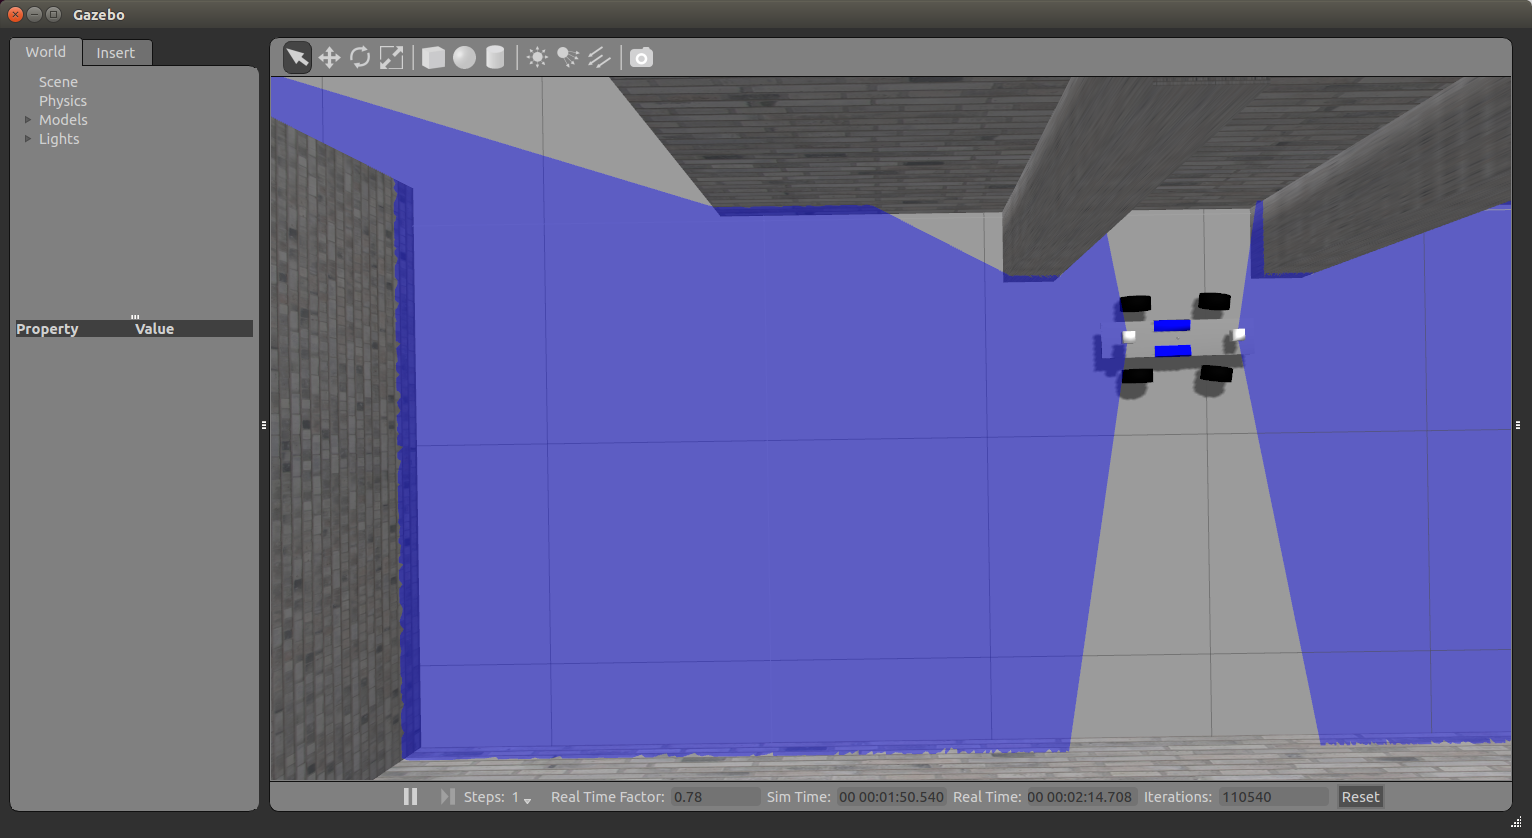 Gazebo
World Insert
Scene
Physics
Models
Lights
Property Value
Steps: 1 Real Time Factor: 0.78 Sim Time: 00 00:01:50.540 Real Time: 00 00:02:14.708 Iterations: 110540 Reset